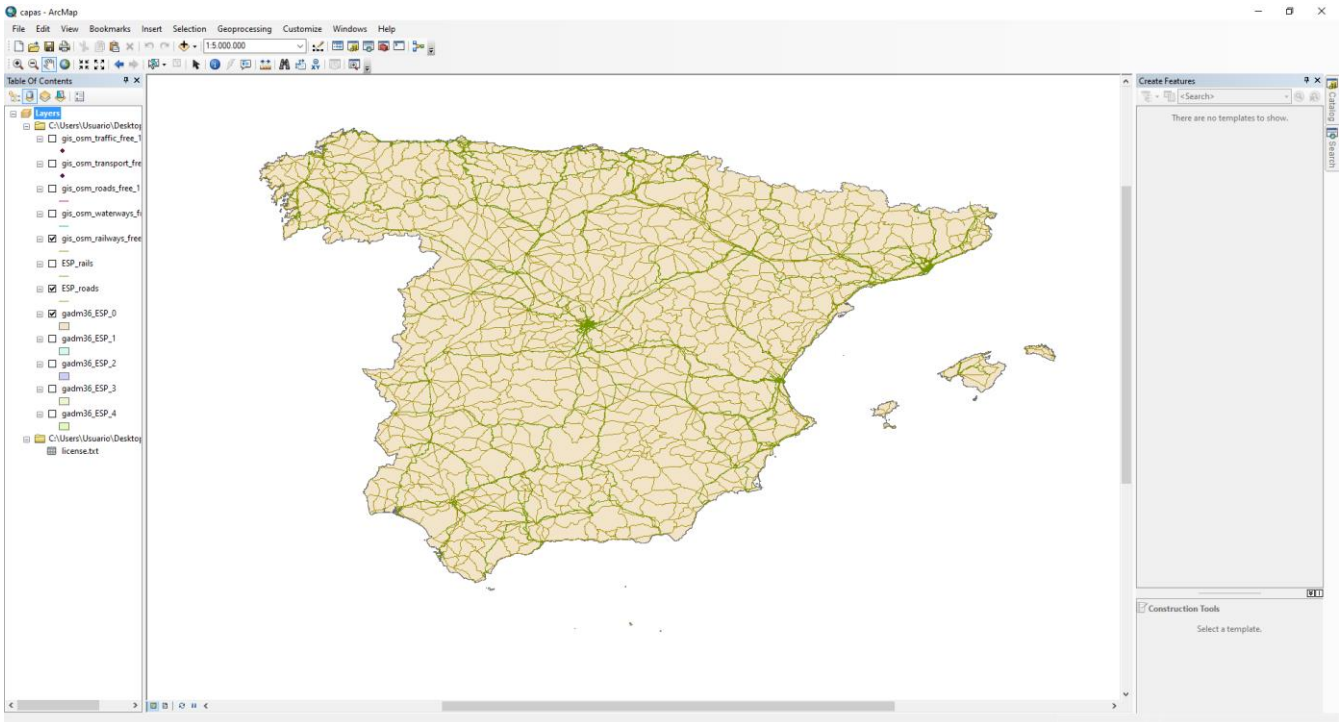 capas - ArcMap
File Edit View Bookmarks Insert Selection Geoprocessing Customize Windows Help
1:5.000.000
Table Of Contents
Create Features
<Search>
There are no templates to show.
Catalog
Search
Layers
C:\Users\Usuario\Desktop
gis_osm_traffic_free_1
gis_osm_transport_fre
gis_osm_roads_free_1
gis_osm_waterways_f
gis_osm_railways_free
ESP_rails
ESP_roads
gadm36_ESP_0
gadm36_ESP_1
gadm36_ESP_2
gadm36_ESP_3
gadm36_ESP_4
C:\Users\Usuario\Desktop
license.txt
Construction Tools
Select a template.